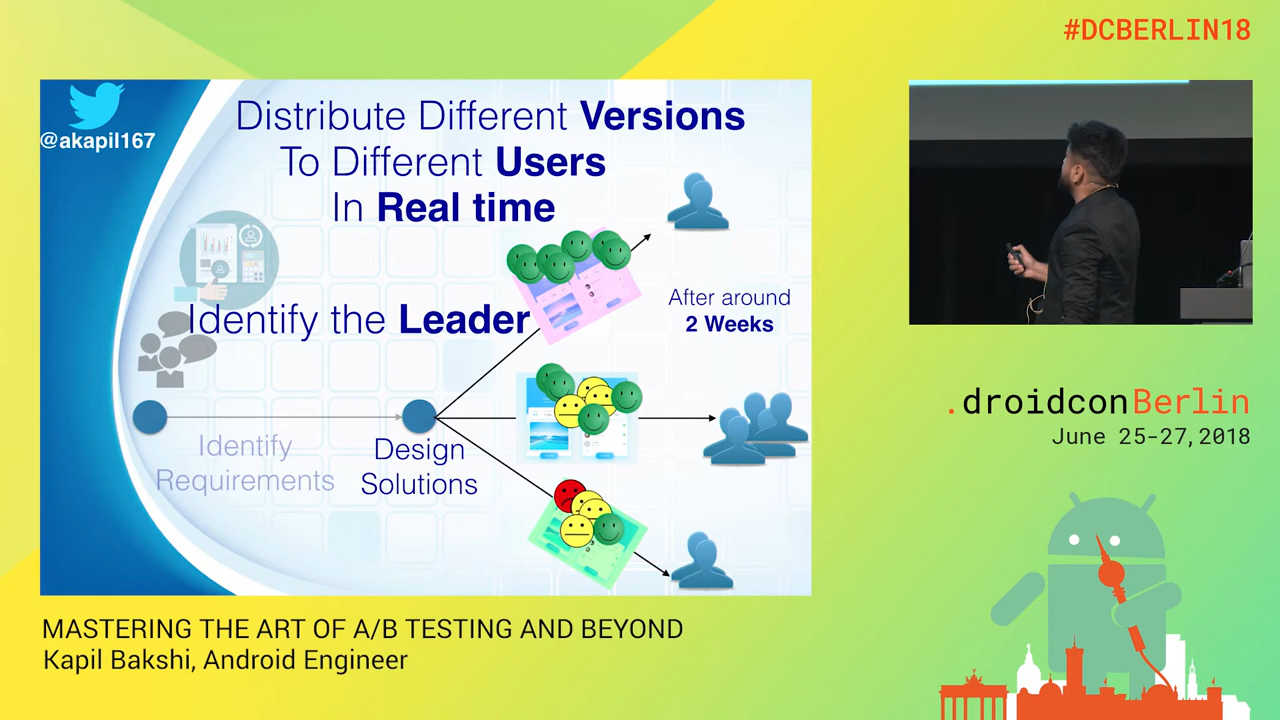 #DCBERLIN18
@akapil167
Distribute Different Versions
To Different Users
In Real time
Identify the Leader
After around
2 Weeks
Identify
Requirements
Design
Solutions
.droidconBerlin
June 25-27,2018
MASTERING THE ART OF A/B TESTING AND BEYOND
Kapil Bakshi, Android Engineer